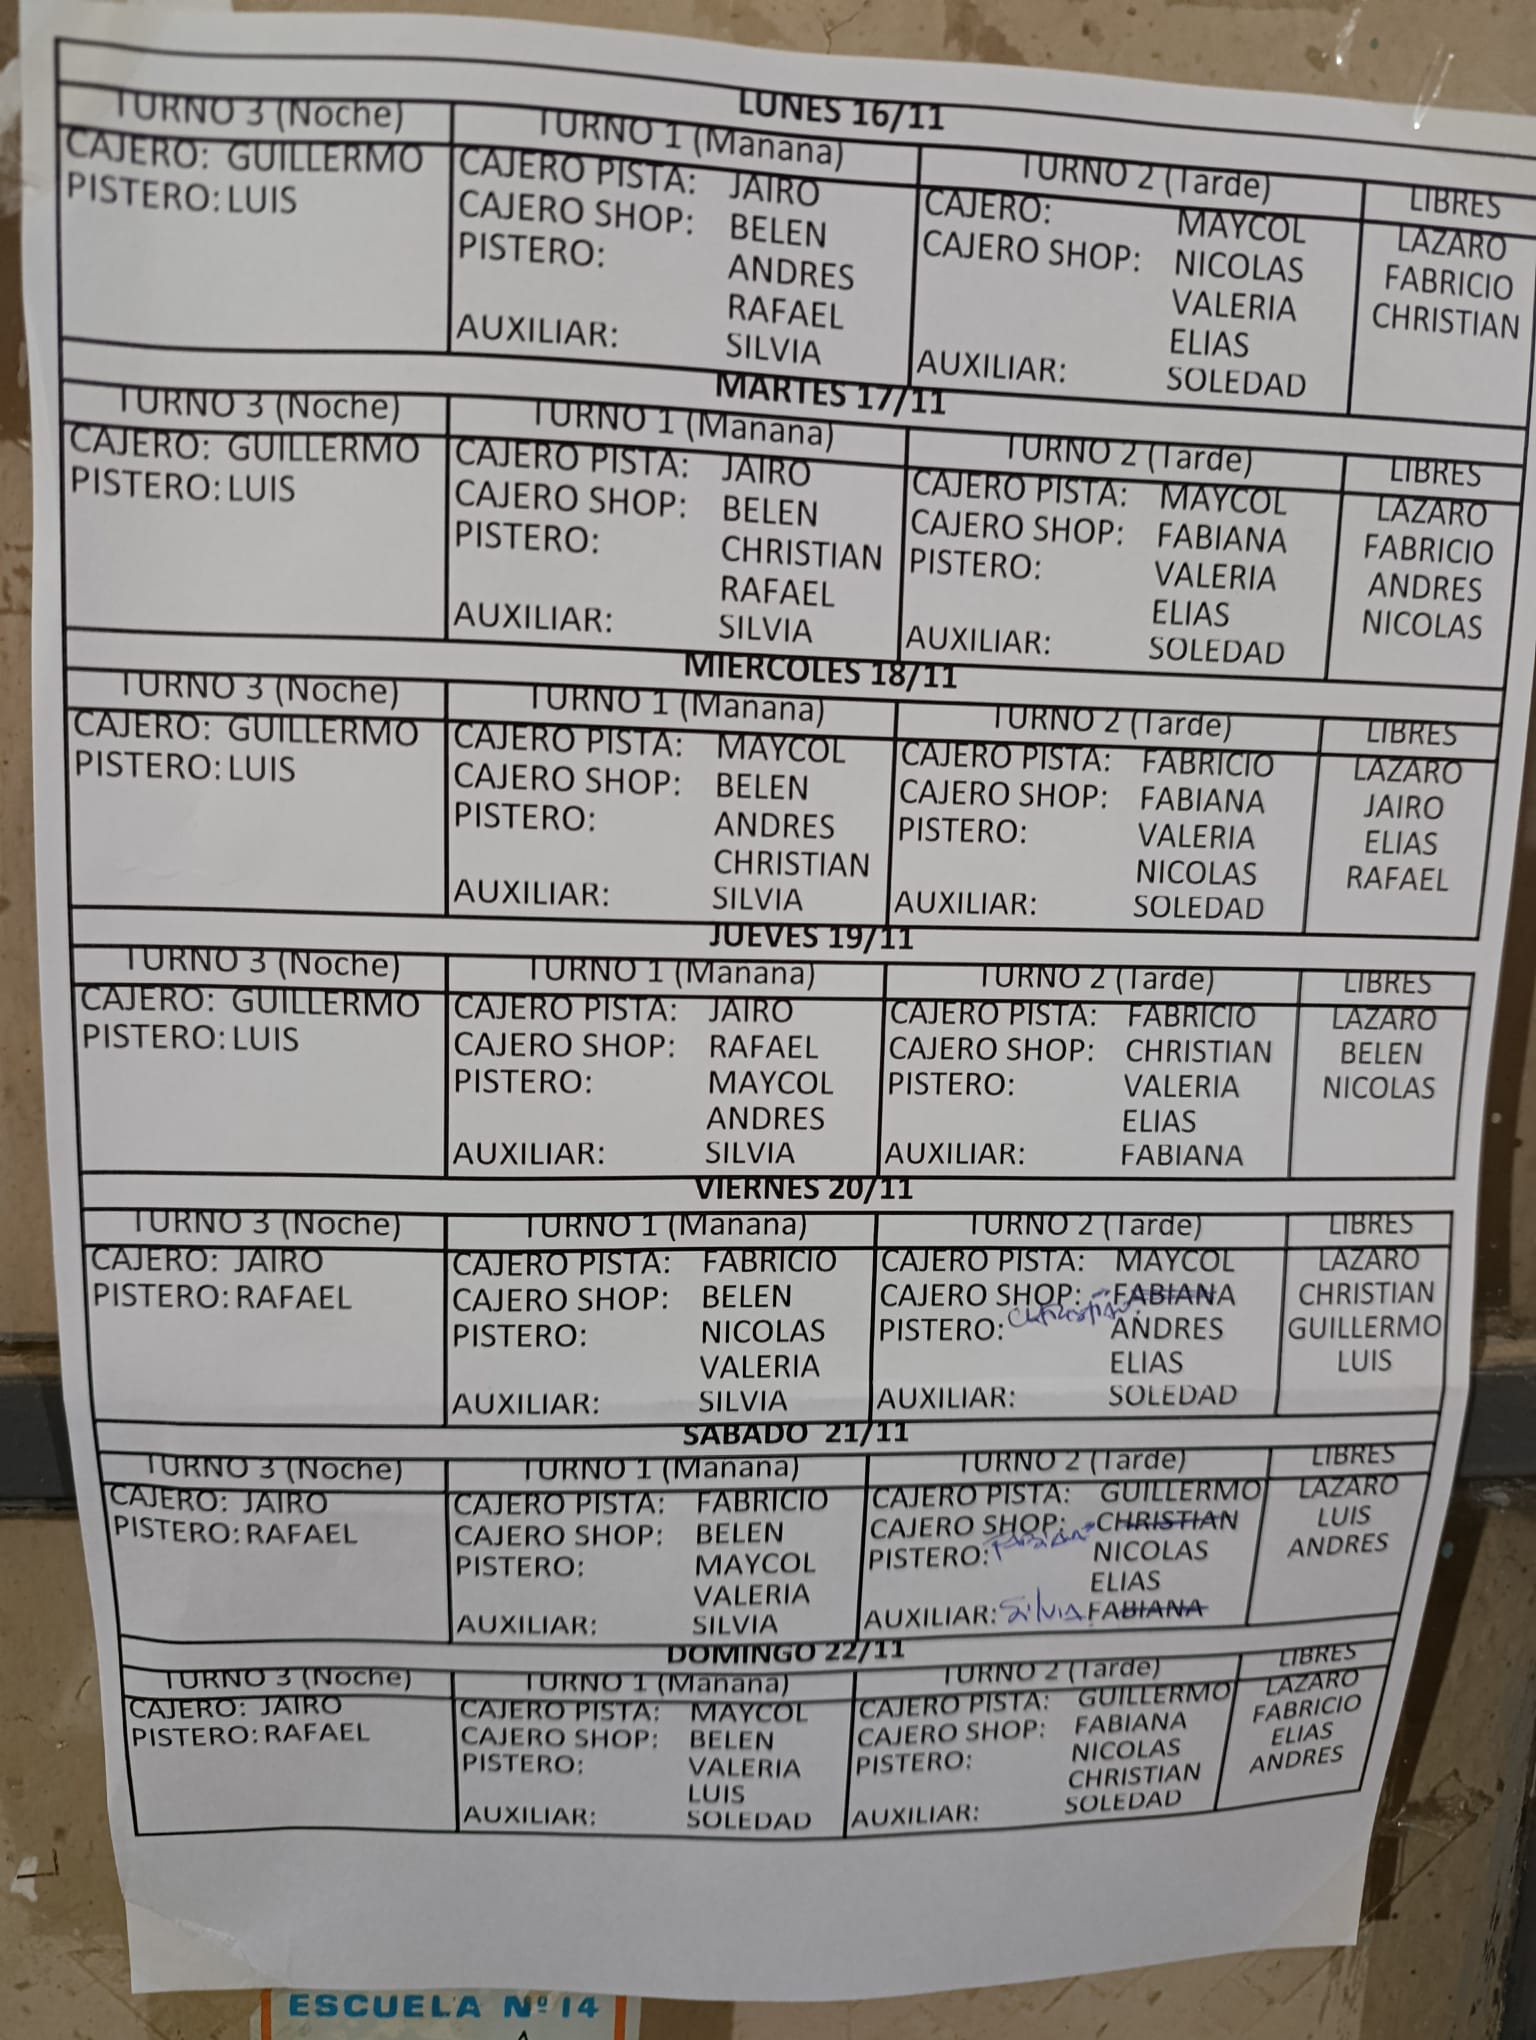 LUNES 16/11
TURNO 3 (Noche) TURNO 1 (Mañana) TURNO 2 (Tarde) LIBRES
CAJERO: GUILLERMO CAJERO PISTA: JAIRO CAJERO: MAYCOL LAZARO
PISTERO: LUIS CAJERO SHOP: BELEN CAJERO SHOP: NICOLAS FABRICIO
PISTERO: ANDRES VALERIA CHRISTIAN
RAFAEL ELIAS
AUXILIAR: SILVIA AUXILIAR: SOLEDAD
MARTES 17/11
TURNO 3 (Noche) TURNO 1 (Mañana) TURNO 2 (Tarde) LIBRES
CAJERO: GUILLERMO CAJERO PISTA: JAIRO CAJERO PISTA: MAYCOL LAZARO
PISTERO: LUIS CAJERO SHOP: BELEN CAJERO SHOP: FABIANA FABRICIO
PISTERO: CHRISTIAN PISTERO: VALERIA ANDRES
RAFAEL ELIAS NICOLAS
AUXILIAR: SILVIA AUXILIAR: SOLEDAD
MIERCOLES 18/11
TURNO 3 (Noche) TURNO 1 (Mañana) TURNO 2 (Tarde) LIBRES
CAJERO: GUILLERMO CAJERO PISTA: MAYCOL CAJERO PISTA: FABRICIO LAZARO
PISTERO: LUIS CAJERO SHOP: BELEN CAJERO SHOP: FABIANA JAIRO
PISTERO: ANDRES PISTERO: VALERIA ELIAS
CHRISTIAN NICOLAS RAFAEL
AUXILIAR: SILVIA AUXILIAR: SOLEDAD
JUEVES 19/11
TURNO 3 (Noche) TURNO 1 (Mañana) TURNO 2 (Tarde) LIBRES
CAJERO: GUILLERMO CAJERO PISTA: JAIRO CAJERO PISTA: FABRICIO LAZARO
PISTERO: LUIS CAJERO SHOP: RAFAEL CAJERO SHOP: CHRISTIAN BELEN
PISTERO: MAYCOL PISTERO: VALERIA NICOLAS
ANDRES ELIAS
AUXILIAR: SILVIA AUXILIAR: FABIANA
VIERNES 20/11
TURNO 3 (Noche) TURNO 1 (Mañana) TURNO 2 (Tarde) LIBRES
CAJERO: JAIRO CAJERO PISTA: FABRICIO CAJERO PISTA: MAYCOL LAZARO
PISTERO: RAFAEL CAJERO SHOP: BELEN CAJERO SHOP: FABIANA CHRISTIAN
Christian
PISTERO: NICOLAS PISTERO: ANDRES GUILLERMO
VALERIA ELIAS LUIS
AUXILIAR: SILVIA AUXILIAR: SOLEDAD
SABADO 21/11
TURNO 3 (Noche) TURNO 1 (Mañana) TURNO 2 (Tarde) LIBRES
CAJERO: JAIRO CAJERO PISTA: FABRICIO CAJERO PISTA: GUILLERMO LAZARO
PISTERO: RAFAEL CAJERO SHOP: BELEN CAJERO SHOP: CHRISTIAN LUIS
Fabiana
PISTERO: MAYCOL PISTERO: NICOLAS ANDRES
VALERIA ELIAS
AUXILIAR: SILVIA AUXILIAR: Silvia FABIANA
DOMINGO 22/11
TURNO 3 (Noche) TURNO 1 (Mañana) TURNO 2 (Tarde) LIBRES
CAJERO: JAIRO CAJERO PISTA: MAYCOL CAJERO PISTA: GUILLERMO LAZARO
PISTERO: RAFAEL CAJERO SHOP: BELEN CAJERO SHOP: FABIANA FABRICIO
PISTERO: VALERIA PISTERO: NICOLAS ELIAS
LUIS CHRISTIAN ANDRES
AUXILIAR: SOLEDAD AUXILIAR: SOLEDAD
ESCUELA Nº 14